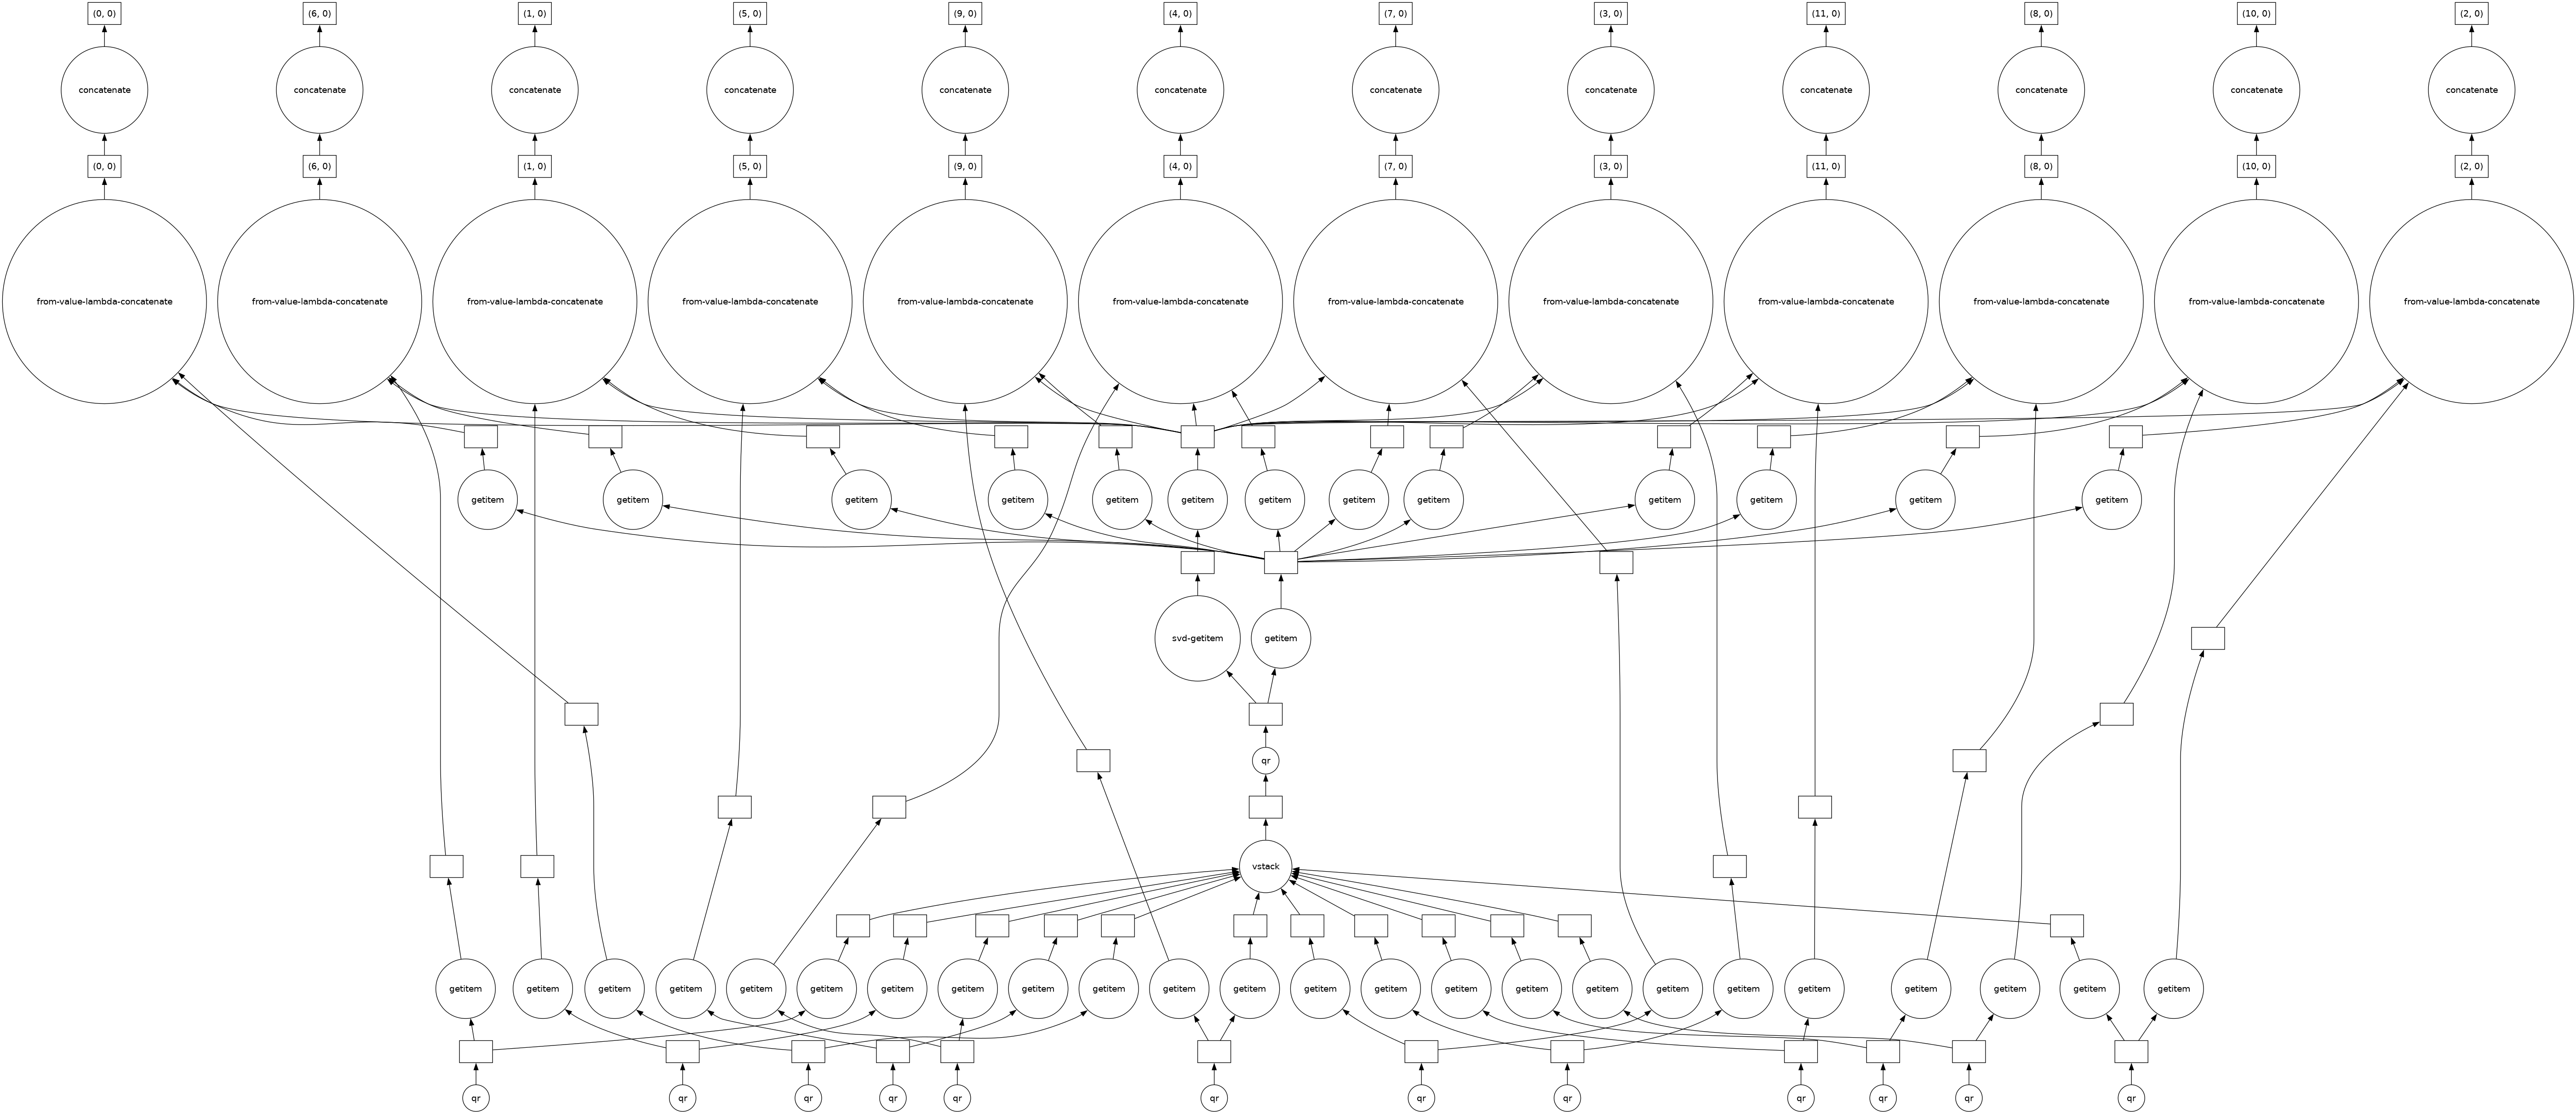 (0, 0) (6, 0) (1, 0) (5, 0) (9, 0) (4, 0) (7, 0) (3, 0) (11, 0) (8, 0) (10, 0) (2, 0)
concatenate concatenate concatenate concatenate concatenate concatenate concatenate concatenate concatenate concatenate concatenate concatenate
(0, 0) (6, 0) (1, 0) (5, 0) (9, 0) (4, 0) (7, 0) (3, 0) (11, 0) (8, 0) (10, 0) (2, 0)
from-value-lambda-concatenate from-value-lambda-concatenate from-value-lambda-concatenate from-value-lambda-concatenate from-value-lambda-concatenate from-value-lambda-concatenate from-value-lambda-concatenate from-value-lambda-concatenate from-value-lambda-concatenate from-value-lambda-concatenate from-value-lambda-concatenate from-value-lambda-concatenate
getitem getitem getitem getitem getitem getitem getitem getitem getitem getitem getitem getitem getitem
svd-getitem getitem
qr
vstack
getitem getitem getitem getitem getitem getitem getitem getitem getitem getitem getitem getitem getitem getitem getitem getitem getitem getitem getitem getitem getitem getitem getitem getitem
qr qr qr qr qr qr qr qr qr qr qr qr